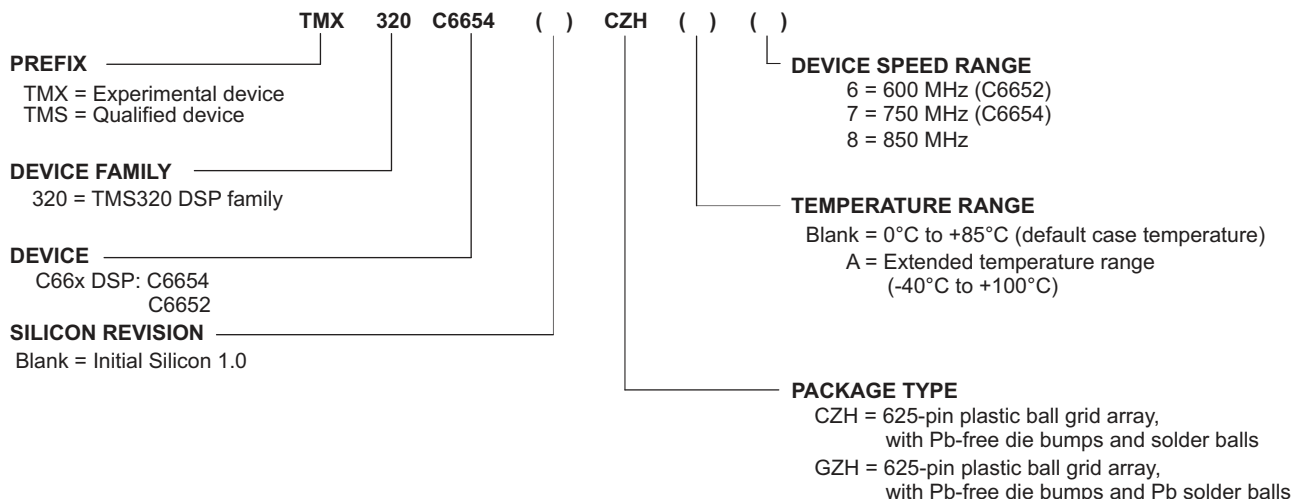 TMX 320 C6654 ( ) CZH ( ) ( )
PREFIX
TMX = Experimental device
TMS = Qualified device
DEVICE FAMILY
320 = TMS320 DSP family
DEVICE
C66x DSP: C6654
C6652
SILICON REVISION
Blank = Initial Silicon 1.0
DEVICE SPEED RANGE
6 = 600 MHz (C6652)
7 = 750 MHz (C6654)
8 = 850 MHz
TEMPERATURE RANGE
Blank = 0°C to +85°C (default case temperature)
A = Extended temperature range
(-40°C to +100°C)
PACKAGE TYPE
CZH = 625-pin plastic ball grid array,
with Pb-free die bumps and solder balls
GZH = 625-pin plastic ball grid array,
with Pb-free die bumps and Pb solder balls